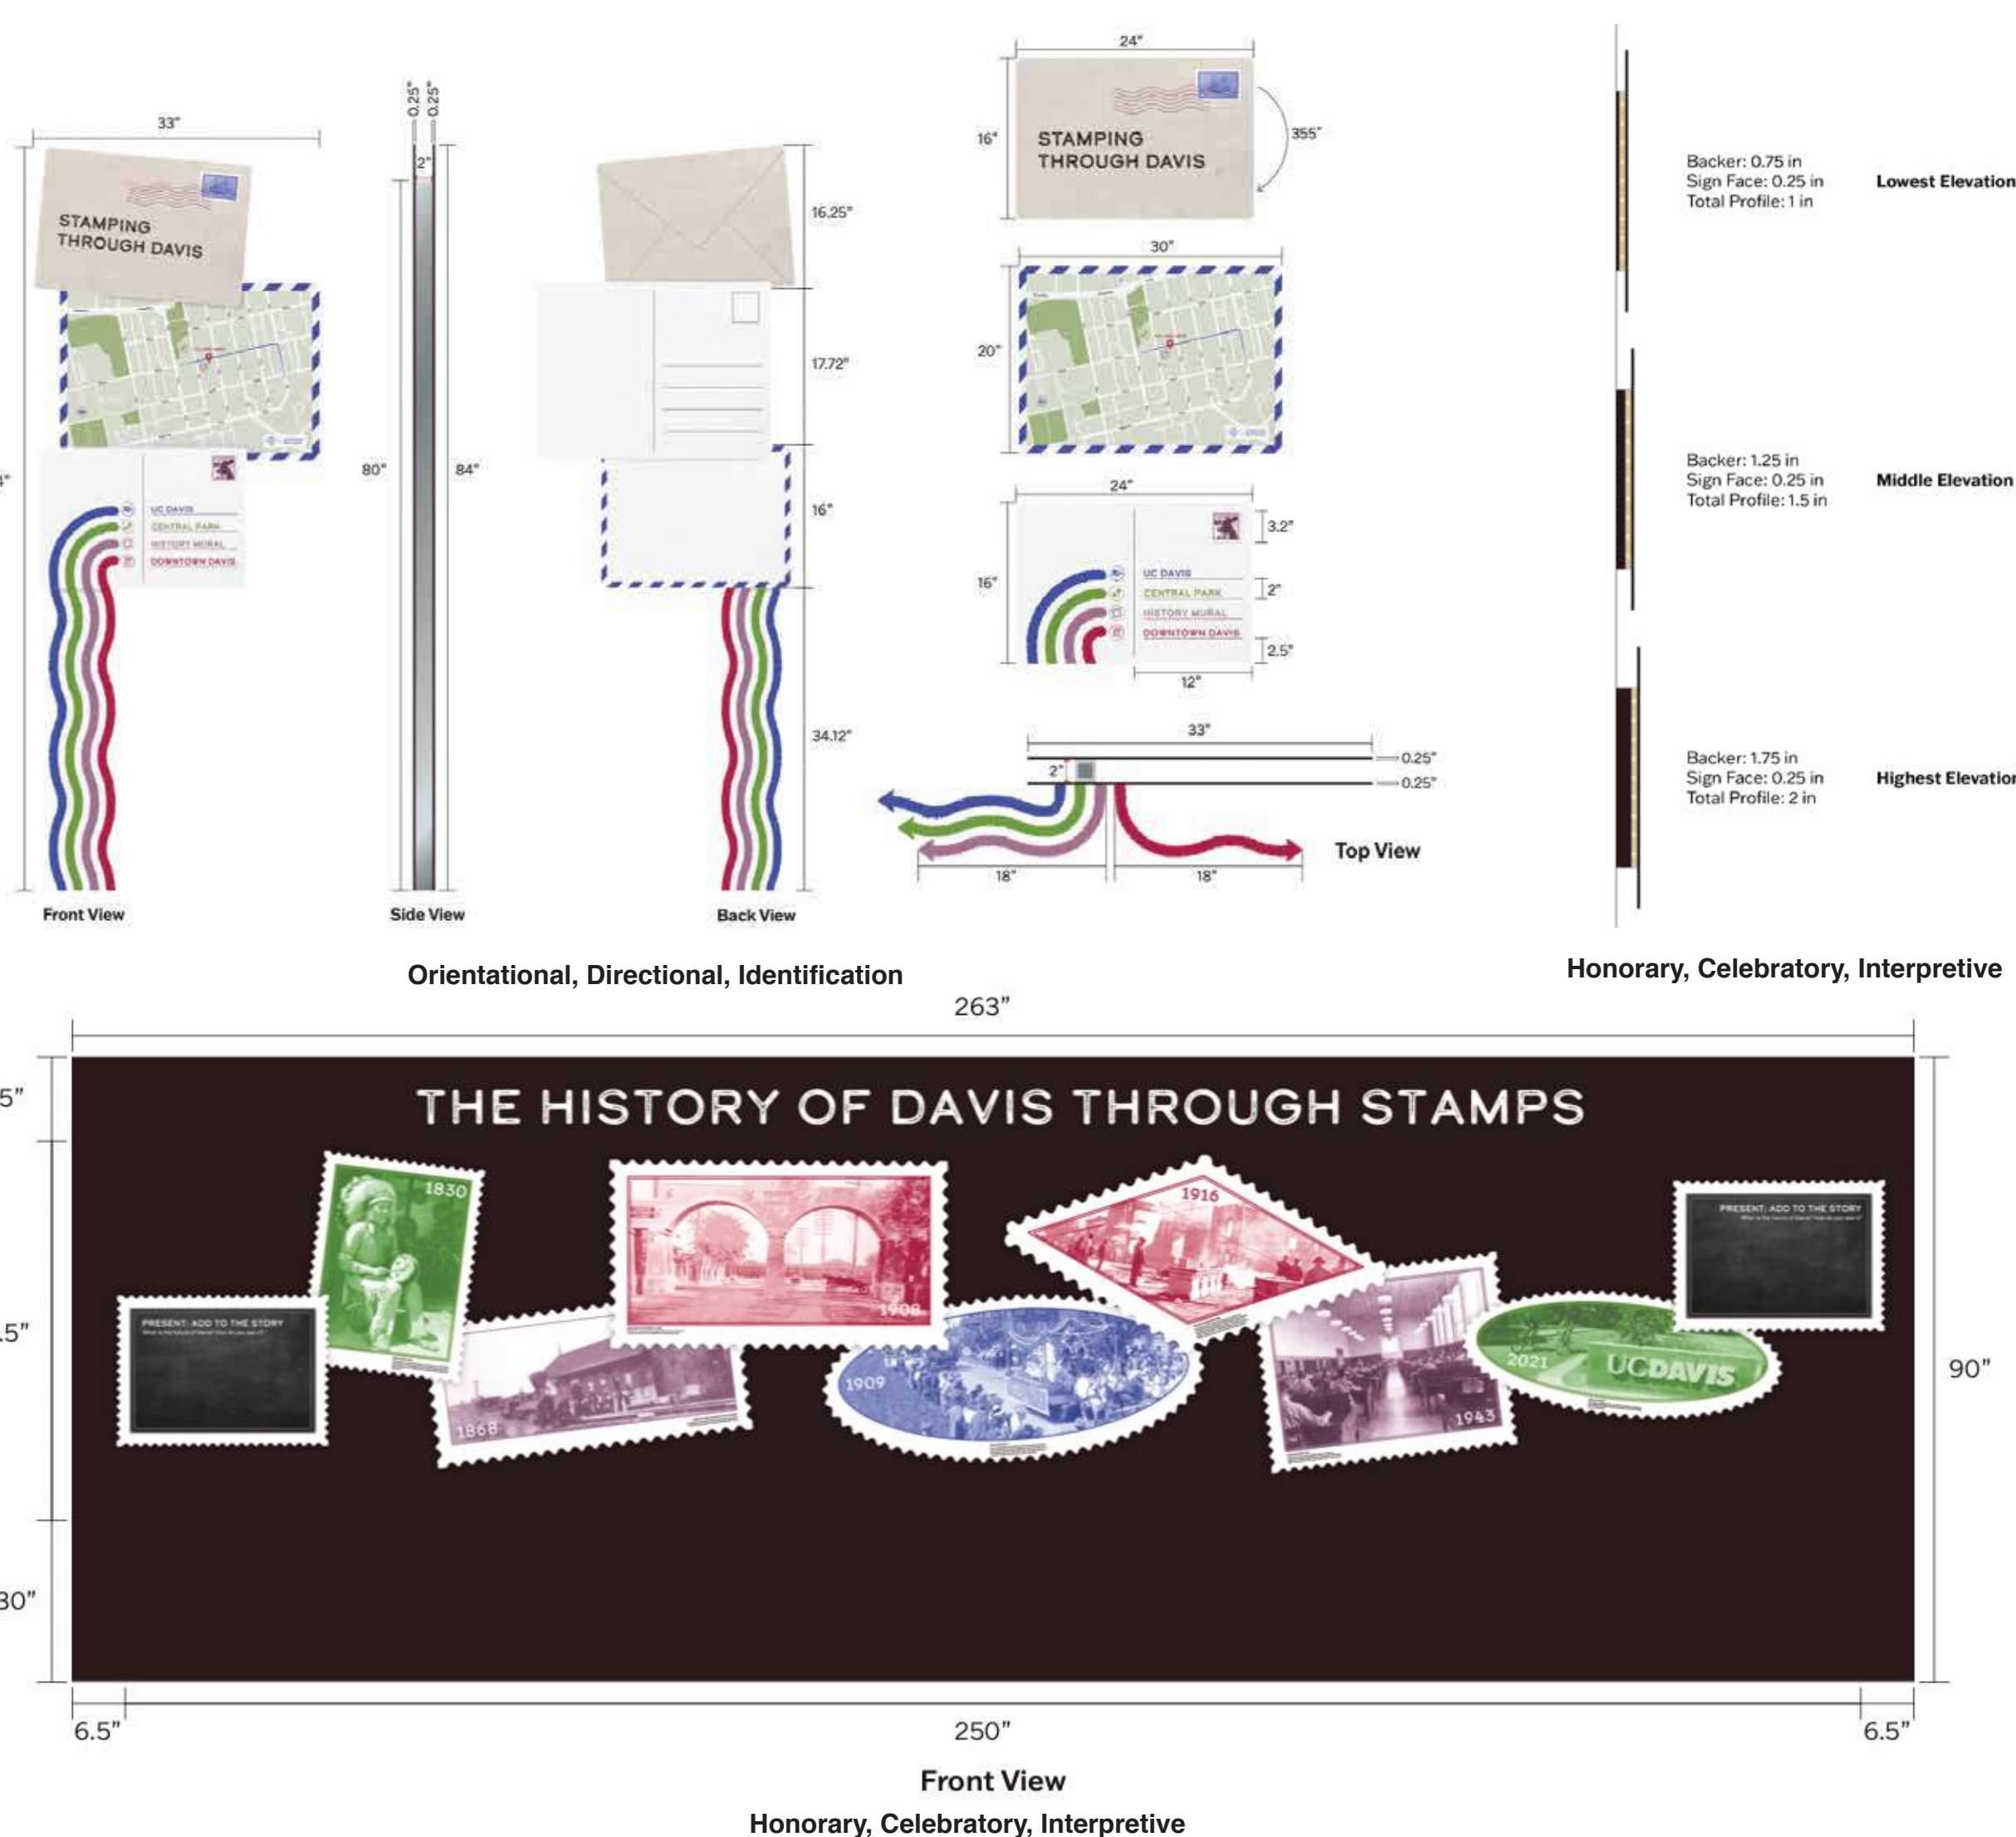 33"
0.25"
0.25"
2"
STAMPING
THROUGH DAVIS
UC DAVIS
CENTRAL PARK
HISTORY MURAL
DOWNTOWN DAVIS
80"
84"
16.25"
17.72"
16"
34.12"
Front View
Side View
Back View
24"
16"
STAMPING
THROUGH DAVIS
355"
30"
20"
24"
16"
UC DAVIS
CENTRAL PARK
HISTORY MURAL
DOWNTOWN DAVIS
3.2"
2"
2.5"
12"
33"
0.25"
2"
0.25"
18"
18"
Top View
Orientational, Directional, Identification
Backer: 0.75 in
Sign Face: 0.25 in
Total Profile: 1 in
Lowest Elevation
Backer: 1.25 in
Sign Face: 0.25 in
Total Profile: 1.5 in
Middle Elevation
Backer: 1.75 in
Sign Face: 0.25 in
Total Profile: 2 in
Highest Elevation
Honorary, Celebratory, Interpretive
263"
5"
.5"
30"
THE HISTORY OF DAVIS THROUGH STAMPS
PRESENT: ADD TO THE STORY
1830
1868
1908
1909
1916
1943
2021
UCDAVIS
PRESENT: ADD TO THE STORY
90"
6.5"
250"
6.5"
Front View
Honorary, Celebratory, Interpretive